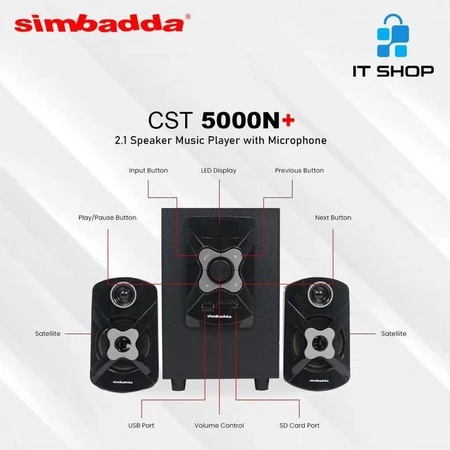 simbadda®
IT SHOP
CST 5000N+
2.1 Speaker Music Player with Microphone
Input Button
LED Display
Previous Button
Play/Pause Button
Next Button
Satellite
Satellite
simbadda
simbadda
simbadda
USB Port
Volume Control
SD Card Port